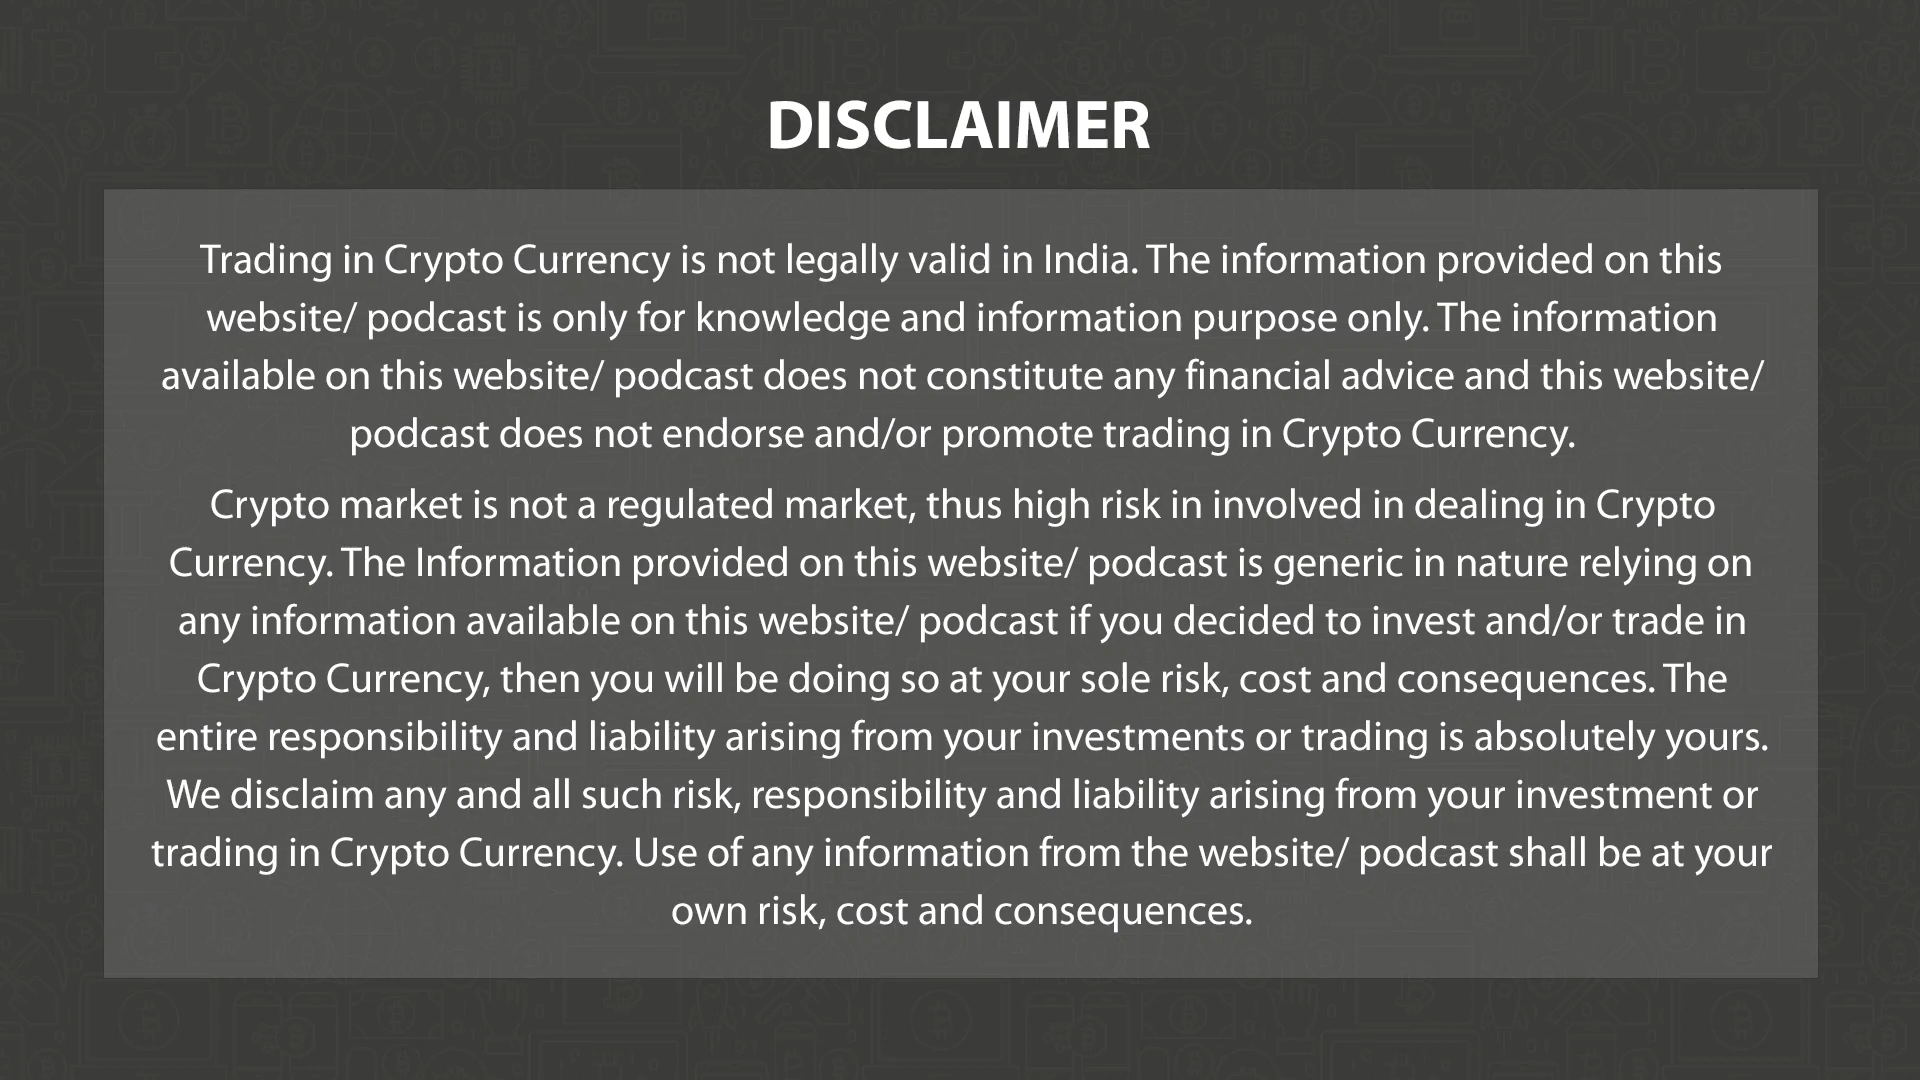 DISCLAIMER
Trading in Crypto Currency is not legally valid in India. The information provided on this
website/ podcast is only for knowledge and information purpose only. The information
available on this website/ podcast does not constitute any financial advice and this website/
podcast does not endorse and/or promote trading in Crypto Currency.
Crypto market is not a regulated market, thus high risk in involved in dealing in Crypto
Currency. The Information provided on this website/ podcast is generic in nature relying on
any information available on this website/ podcast if you decided to invest and/or trade in
Crypto Currency, then you will be doing so at your sole risk, cost and consequences. The
entire responsibility and liability arising from your investments or trading is absolutely yours.
We disclaim any and all such risk, responsibility and liability arising from your investment or
trading in Crypto Currency. Use of any information from the website/ podcast shall be at your
own risk, cost and consequences.